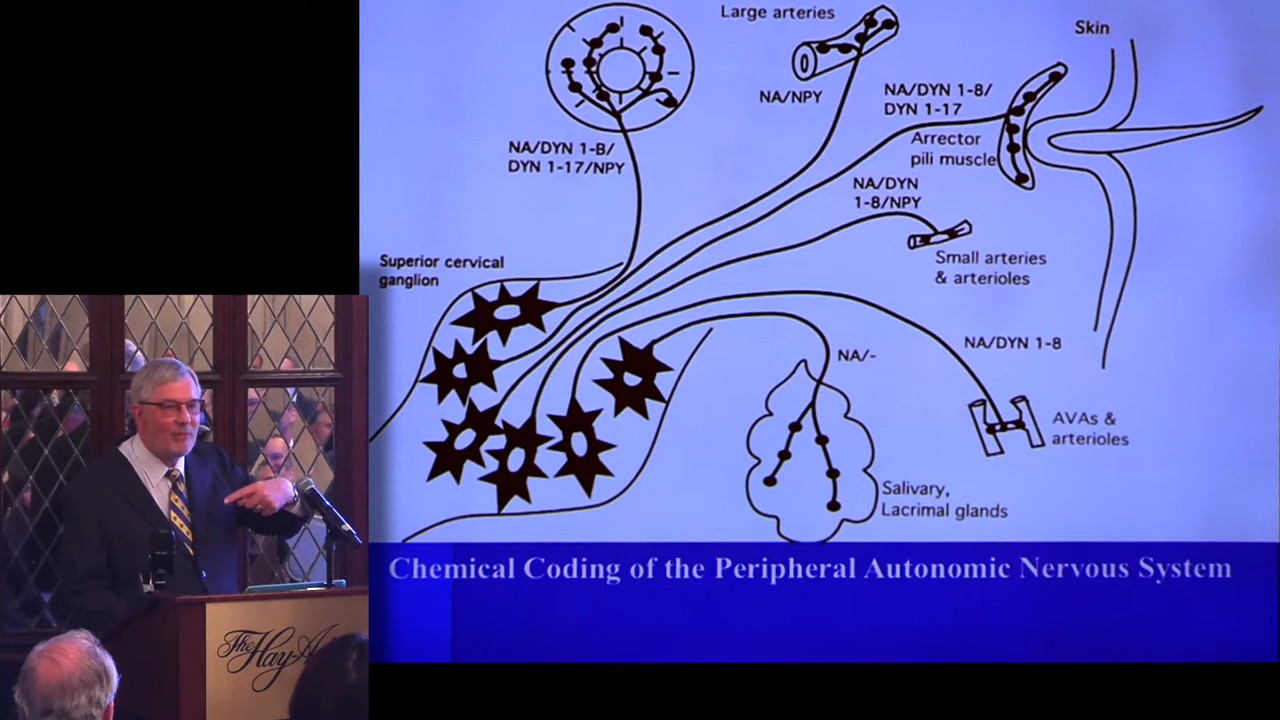 Large arteries
Skin
NA/NPY
NA/DYN 1-8/
DYN 1-17
Arrector
pili muscle
NA/DYN 1-8/
DYN 1-17/NPY
NA/DYN
1-8/NPY
Superior cervical
ganglion
Small arteries
& arterioles
NA/DYN 1-8
NA/-
AVAs &
arterioles
Salivary,
Lacrimal glands
Chemical Coding of the Peripheral Autonomic Nervous System
The Hay-A